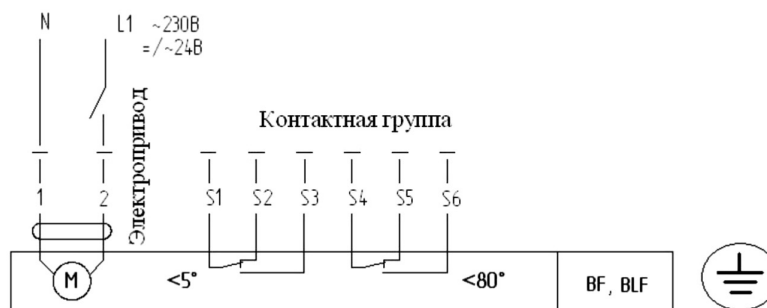 N L1 ~230В
=/~24В
Электропривод
Контактная группа
1 2 S1 S2 S3 S4 S5 S6
M <5° <80° BF, BLF